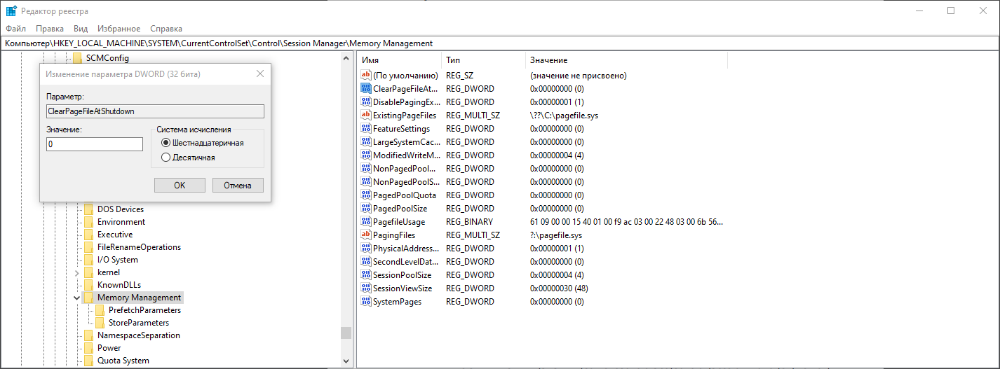 Редактор реестра
Файл Правка Вид Избранное Справка
Компьютер\HKEY_LOCAL_MACHINE\SYSTEM\CurrentControlSet\Control\Session Manager\Memory Management
SCMConfig
Изменение параметра DWORD (32 бита)
Параметр:
ClearPageFileAtShutdown
Значение:
0
Система исчисления
Шестнадцатеричная
Десятичная
OK Отмена
DOS Devices
Environment
Executive
FileRenameOperations
I/O System
kernel
KnownDLLs
Memory Management
PrefetchParameters
StoreParameters
NamespaceSeparation
Power
Quota System
Имя Тип Значение
(По умолчанию) REG_SZ (значение не присвоено)
ClearPageFileAt... REG_DWORD 0x00000000 (0)
DisablePagingEx... REG_DWORD 0x00000001 (1)
ExistingPageFiles REG_MULTI_SZ \??\C:\pagefile.sys
FeatureSettings REG_DWORD 0x00000000 (0)
LargeSystemCac... REG_DWORD 0x00000000 (0)
ModifiedWriteM... REG_DWORD 0x00000004 (4)
NonPagedPool... REG_DWORD 0x00000000 (0)
NonPagedPoolS... REG_DWORD 0x00000000 (0)
PagedPoolQuota REG_DWORD 0x00000000 (0)
PagedPoolSize REG_DWORD 0x00000000 (0)
PagefileUsage REG_BINARY 61 09 00 00 15 40 01 00 f9 ac 03 00 22 48 03 00 6b 56...
PagingFiles REG_MULTI_SZ ?:\pagefile.sys
PhysicalAddress... REG_DWORD 0x00000001 (1)
SecondLevelDat... REG_DWORD 0x00000000 (0)
SessionPoolSize REG_DWORD 0x00000004 (4)
SessionViewSize REG_DWORD 0x00000030 (48)
SystemPages REG_DWORD 0x00000000 (0)